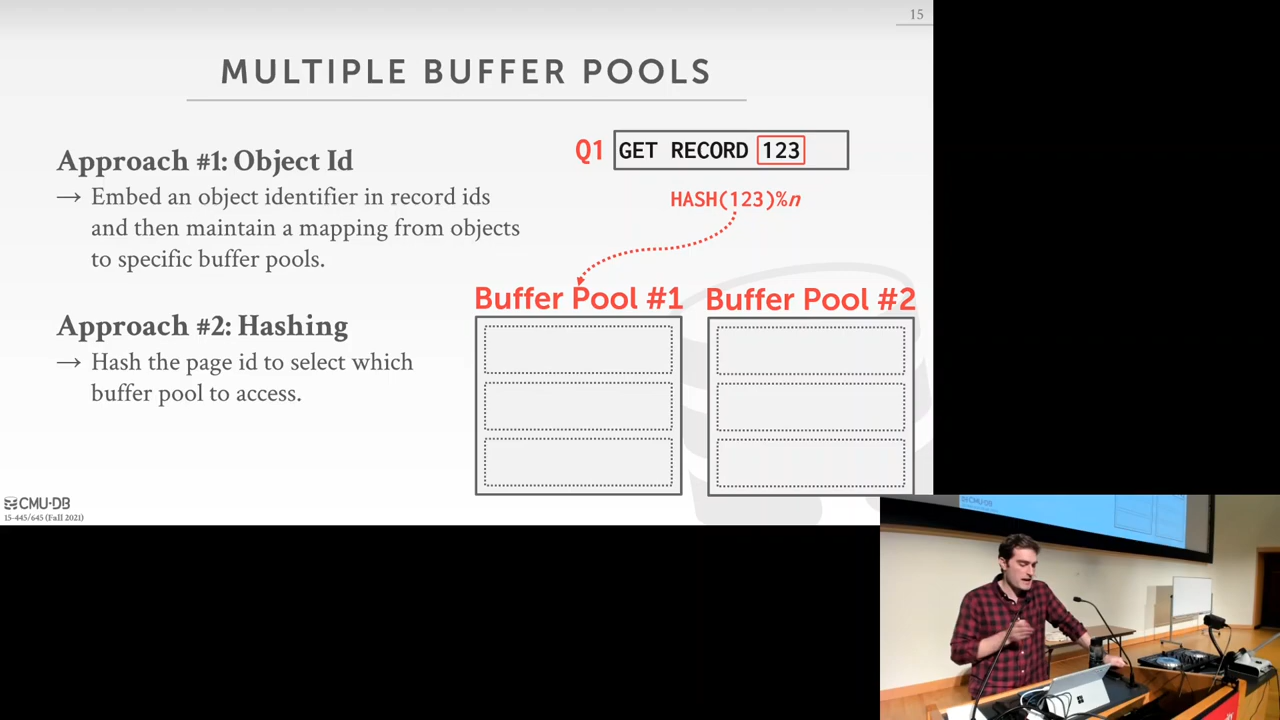 15
MULTIPLE BUFFER POOLS
Approach #1: Object Id
→ Embed an object identifier in record ids
and then maintain a mapping from objects
to specific buffer pools.
Approach #2: Hashing
→ Hash the page id to select which
buffer pool to access.
Q1 GET RECORD 123
HASH(123)%n
Buffer Pool #1 Buffer Pool #2
CMU·DB
15-445/645 (Fall 2021)
CMU·DB